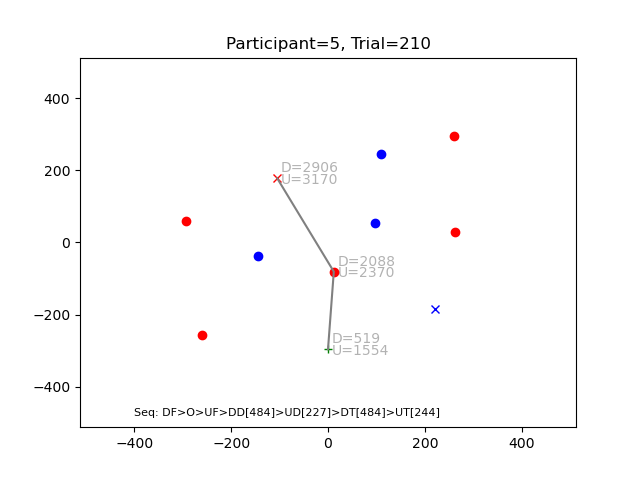 Participant=5, Trial=210
400
200
0
−200
−400
D=2906
U=3170
D=2088
U=2370
D=519
U=1554
Seq: DF>O>UF>DD[484]>UD[227]>DT[484]>UT[244]
−400 −200 0 200 400